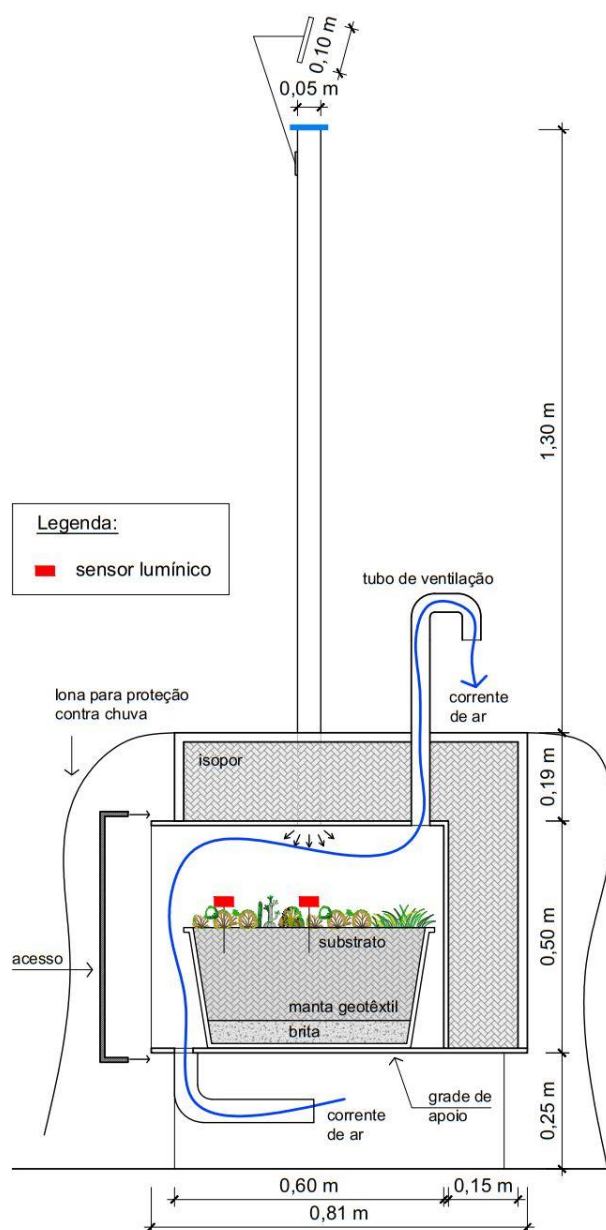 0,10 m
0,05 m
1,30 m
Legenda:
sensor lumínico
tubo de ventilação
lona para proteção
contra chuva
corrente
de ar
isopor
0,19 m
acesso
substrato
manta geotêxtil
brita
0,50 m
corrente
de ar
grade de
apoio
0,25 m
0,60 m
0,15 m
0,81 m